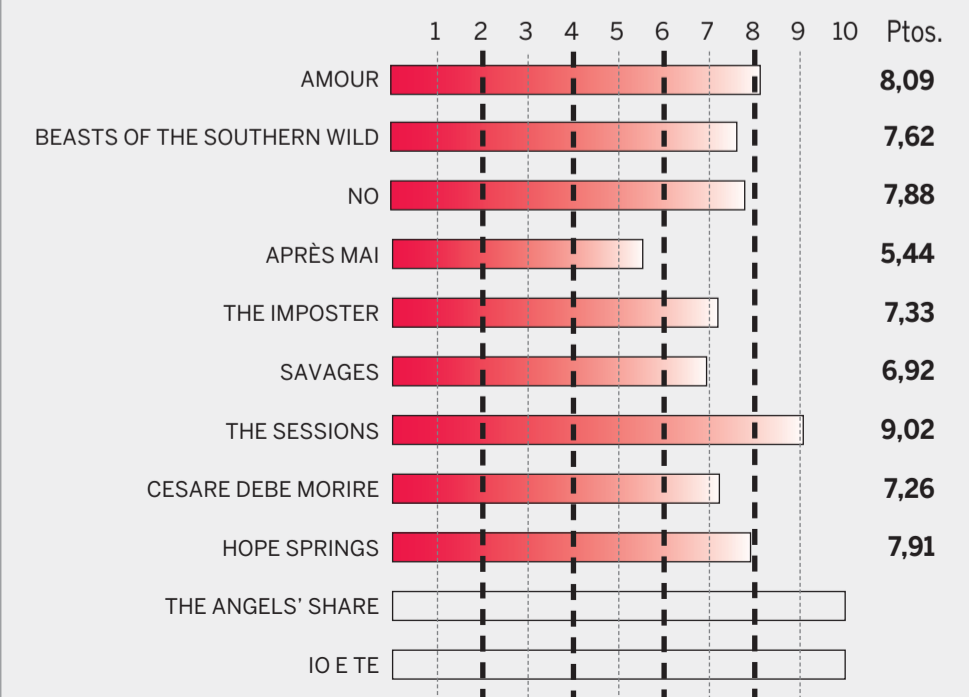 1 2 3 4 5 6 7 8 9 10 Ptos.
AMOUR 8,09
BEASTS OF THE SOUTHERN WILD 7,62
NO 7,88
APRÈS MAI 5,44
THE IMPOSTER 7,33
SAVAGES 6,92
THE SESSIONS 9,02
CESARE DEBE MORIRE 7,26
HOPE SPRINGS 7,91
THE ANGELS’ SHARE
IO E TE